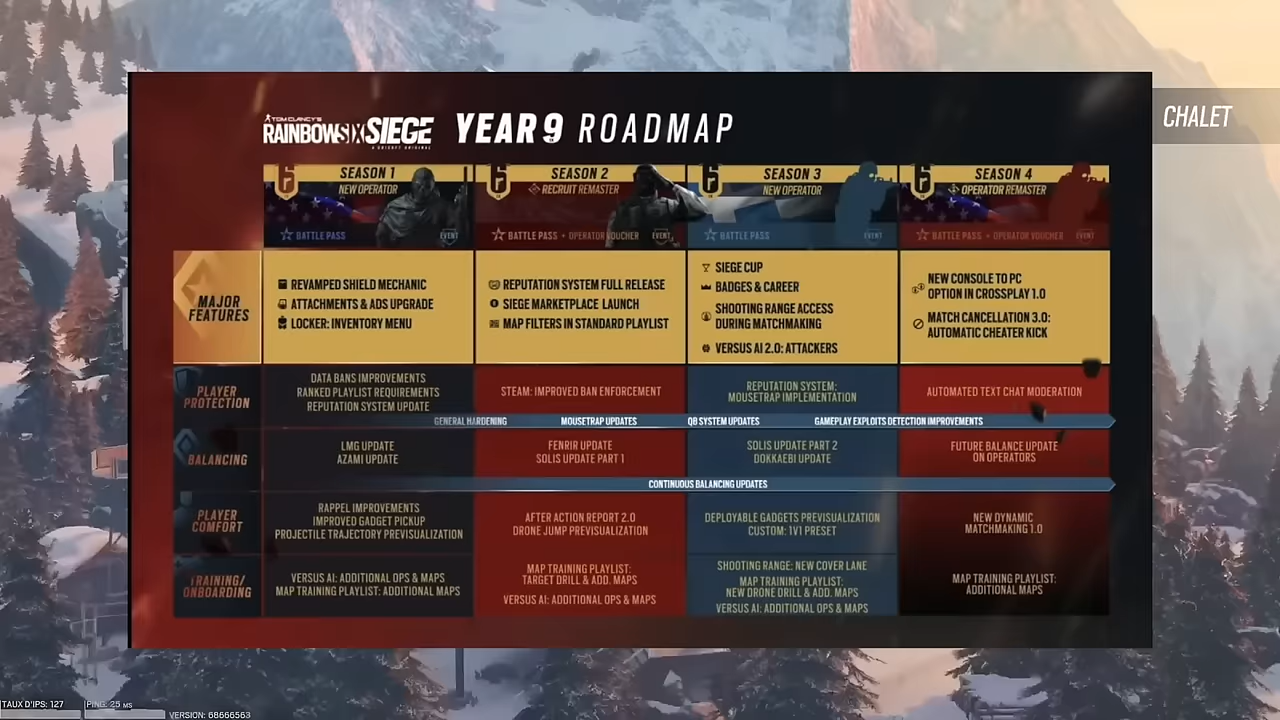 TOM CLANCY'S
RAINBOWSIX SIEGE
YEAR 9 ROADMAP
CHALET
SEASON 1
NEW OPERATOR
BATTLE PASS
EVENT
SEASON 2
RECRUIT REMASTER
BATTLE PASS + OPERATOR VOUCHER
EVENT
SEASON 3
NEW OPERATOR
BATTLE PASS
EVENT
SEASON 4
OPERATOR REMASTER
BATTLE PASS + OPERATOR VOUCHER
EVENT
MAJOR
FEATURES
REVAMPED SHIELD MECHANIC
ATTACHMENTS & ADS UPGRADE
LOCKER: INVENTORY MENU
REPUTATION SYSTEM FULL RELEASE
SIEGE MARKETPLACE LAUNCH
MAP FILTERS IN STANDARD PLAYLIST
SIEGE CUP
BADGES & CAREER
SHOOTING RANGE ACCESS
DURING MATCHMAKING
VERSUS AI 2.0: ATTACKERS
NEW CONSOLE TO PC
OPTION IN CROSSPLAY 1.0
MATCH CANCELLATION 3.0:
AUTOMATIC CHEATER KICK
PLAYER
PROTECTION
DATA BANS IMPROVEMENTS
RANKED PLAYLIST REQUIREMENTS
REPUTATION SYSTEM UPDATE
STEAM: IMPROVED BAN ENFORCEMENT
REPUTATION SYSTEM:
MOUSETRAP IMPLEMENTATION
AUTOMATED TEXT CHAT MODERATION
GENERAL HARDENING MOUSETRAP UPDATES QB SYSTEM UPDATES GAMEPLAY EXPLOITS DETECTION IMPROVEMENTS
BALANCING
LMG UPDATE
AZAMI UPDATE
FENRIR UPDATE
SOLIS UPDATE PART 1
SOLIS UPDATE PART 2
DOKKAEBI UPDATE
FUTURE BALANCE UPDATE
ON OPERATORS
CONTINUOUS BALANCING UPDATES
PLAYER
COMFORT
RAPPEL IMPROVEMENTS
IMPROVED GADGET PICKUP
PROJECTILE TRAJECTORY PREVISUALIZATION
AFTER ACTION REPORT 2.0
DRONE JUMP PREVISUALIZATION
DEPLOYABLE GADGETS PREVISUALIZATION
CUSTOM: 1V1 PRESET
NEW DYNAMIC
MATCHMAKING 1.0
TRAINING/
ONBOARDING
VERSUS AI: ADDITIONAL OPS & MAPS
MAP TRAINING PLAYLIST: ADDITIONAL MAPS
MAP TRAINING PLAYLIST:
TARGET DRILL & ADD. MAPS
VERSUS AI: ADDITIONAL OPS & MAPS
SHOOTING RANGE: NEW COVER LANE
MAP TRAINING PLAYLIST:
NEW DRONE DRILL & ADD. MAPS
VERSUS AI: ADDITIONAL OPS & MAPS
MAP TRAINING PLAYLIST:
ADDITIONAL MAPS
TAUX D'IPS: 127 PING: 25 MS
VERSION: 68666563